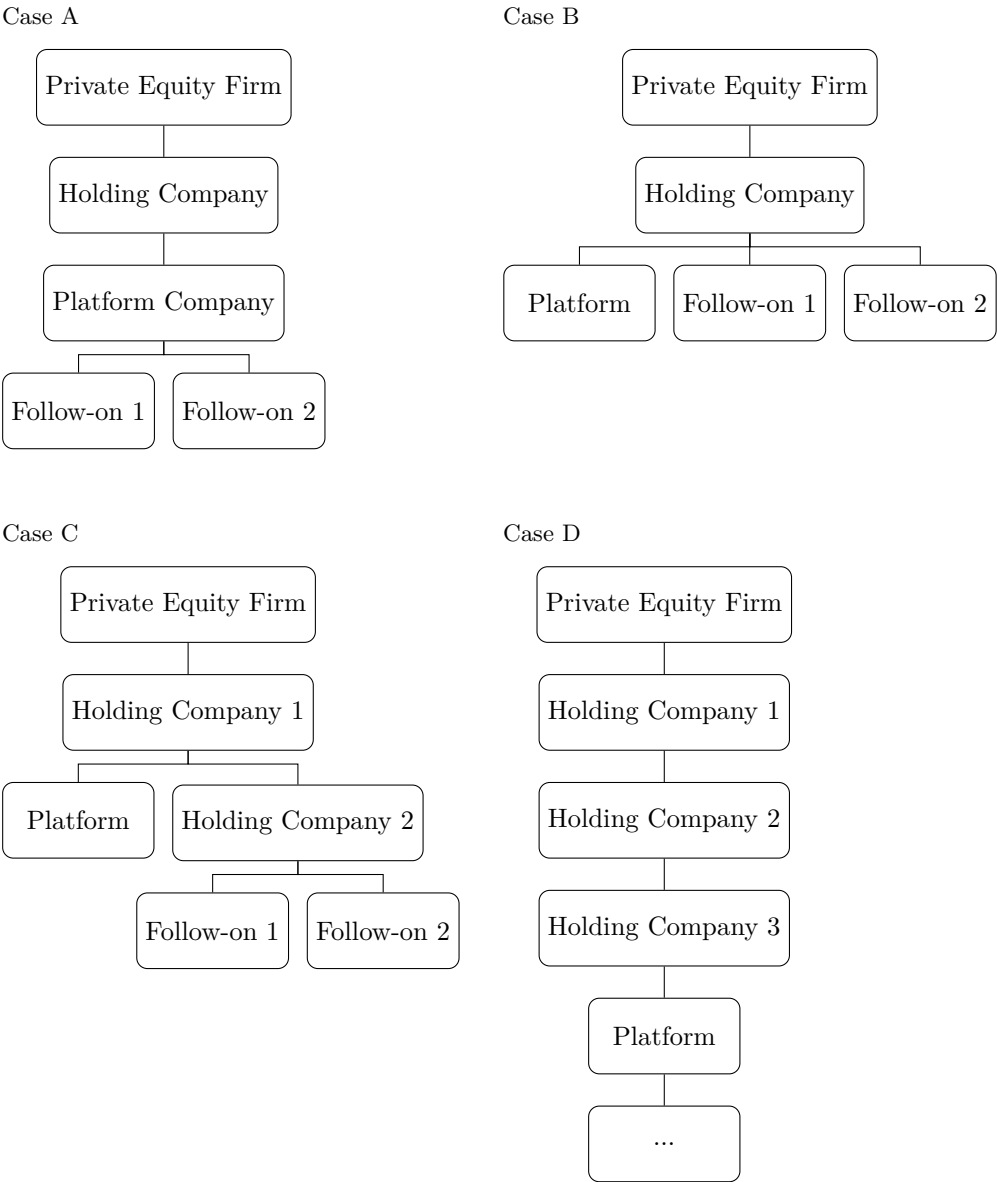 Case A
Private Equity Firm
Holding Company
Platform Company
Follow-on 1
Follow-on 2
Case B
Private Equity Firm
Holding Company
Platform
Follow-on 1
Follow-on 2
Case C
Private Equity Firm
Holding Company 1
Platform
Holding Company 2
Follow-on 1
Follow-on 2
Case D
Private Equity Firm
Holding Company 1
Holding Company 2
Holding Company 3
Platform
...